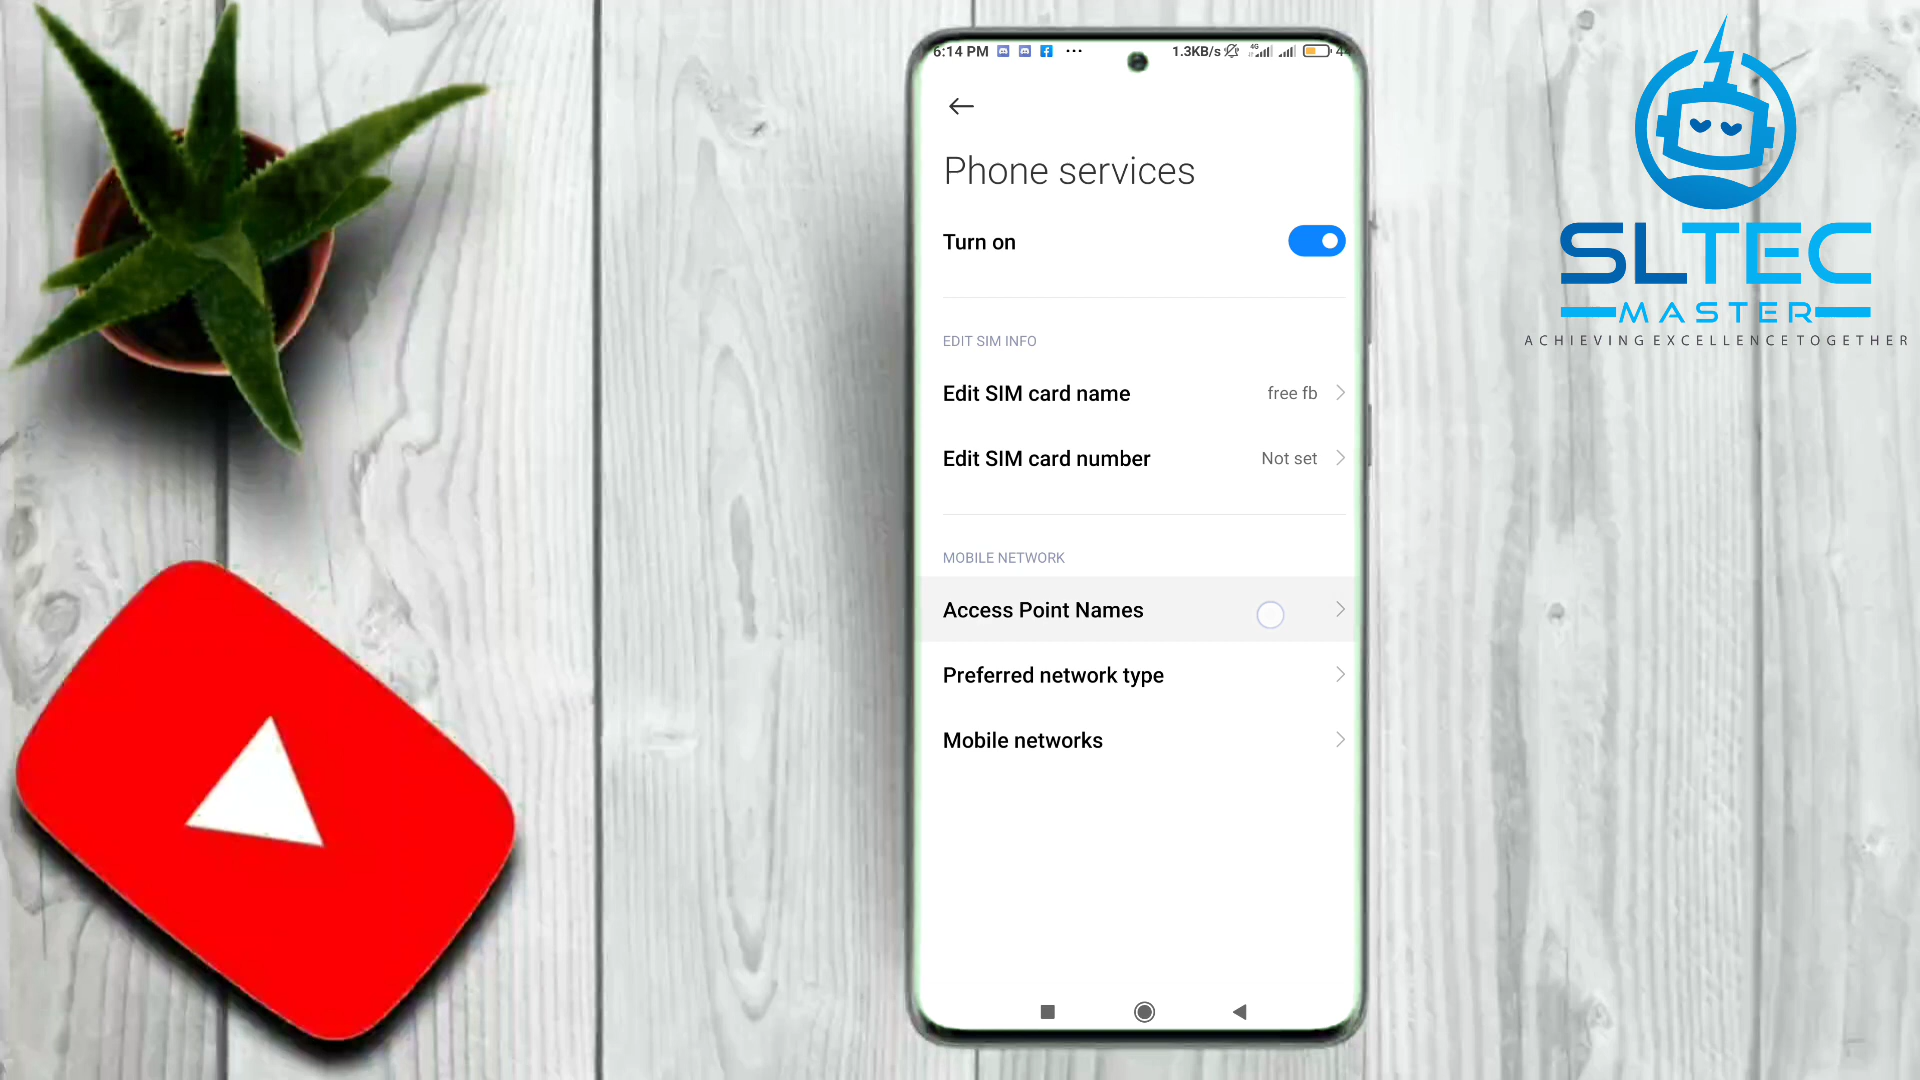 6:14 PM
1.3KB/s
4G
Phone services
Turn on
EDIT SIM INFO
Edit SIM card name
free fb
Edit SIM card number
Not set
MOBILE NETWORK
Access Point Names
Preferred network type
Mobile networks
SLTEC
MASTER
ACHIEVING EXCELLENCE TOGETHER